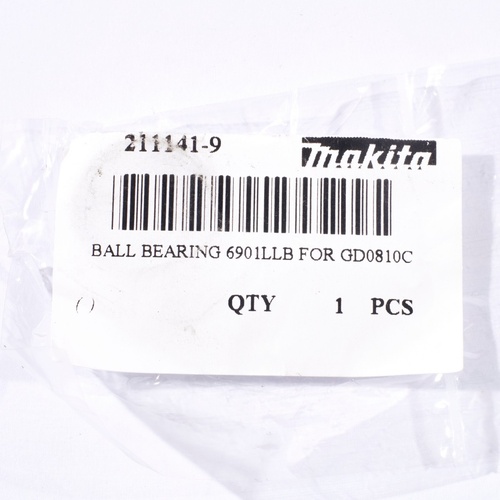 211141-9 makita
BALL BEARING 6901LLB FOR GD0810C
() QTY 1 PCS